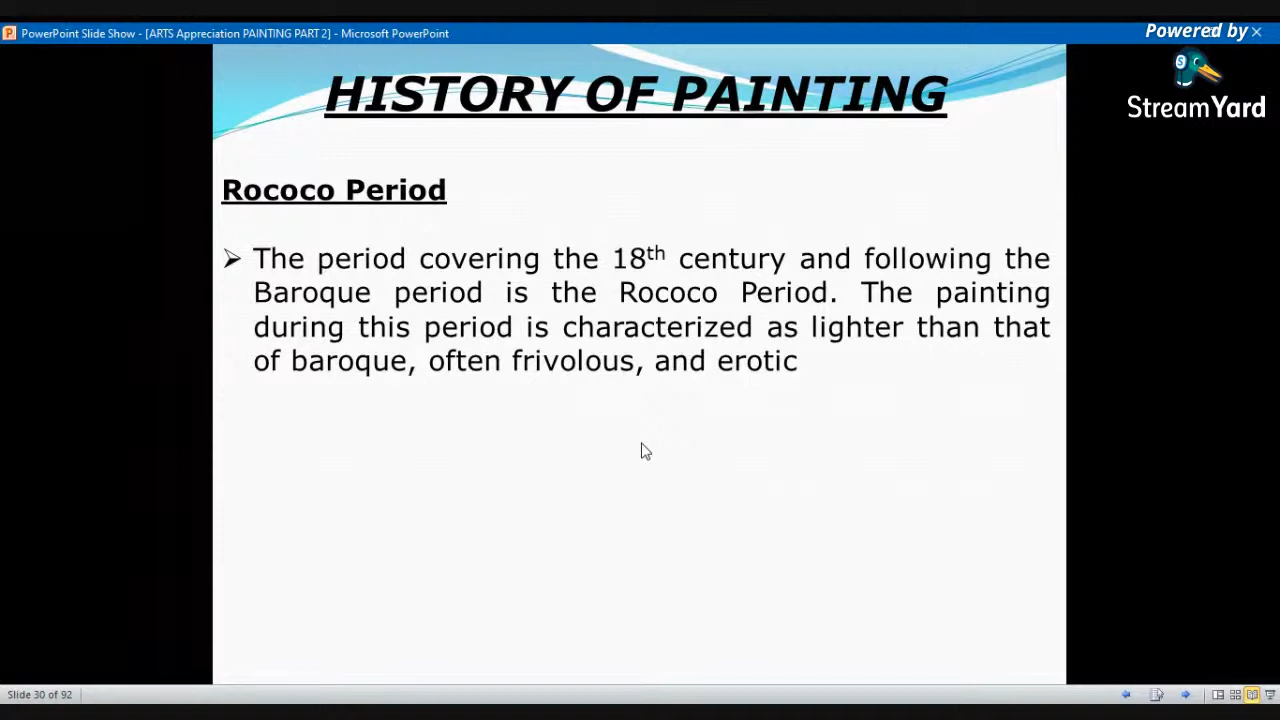 PowerPoint Slide Show - [ARTS Appreciation PAINTING PART 2] - Microsoft PowerPoint
Powered by
StreamYard
HISTORY OF PAINTING
Rococo Period
➢ The period covering the 18th century and following the
Baroque period is the Rococo Period. The painting
during this period is characterized as lighter than that
of baroque, often frivolous, and erotic
Slide 30 of 92